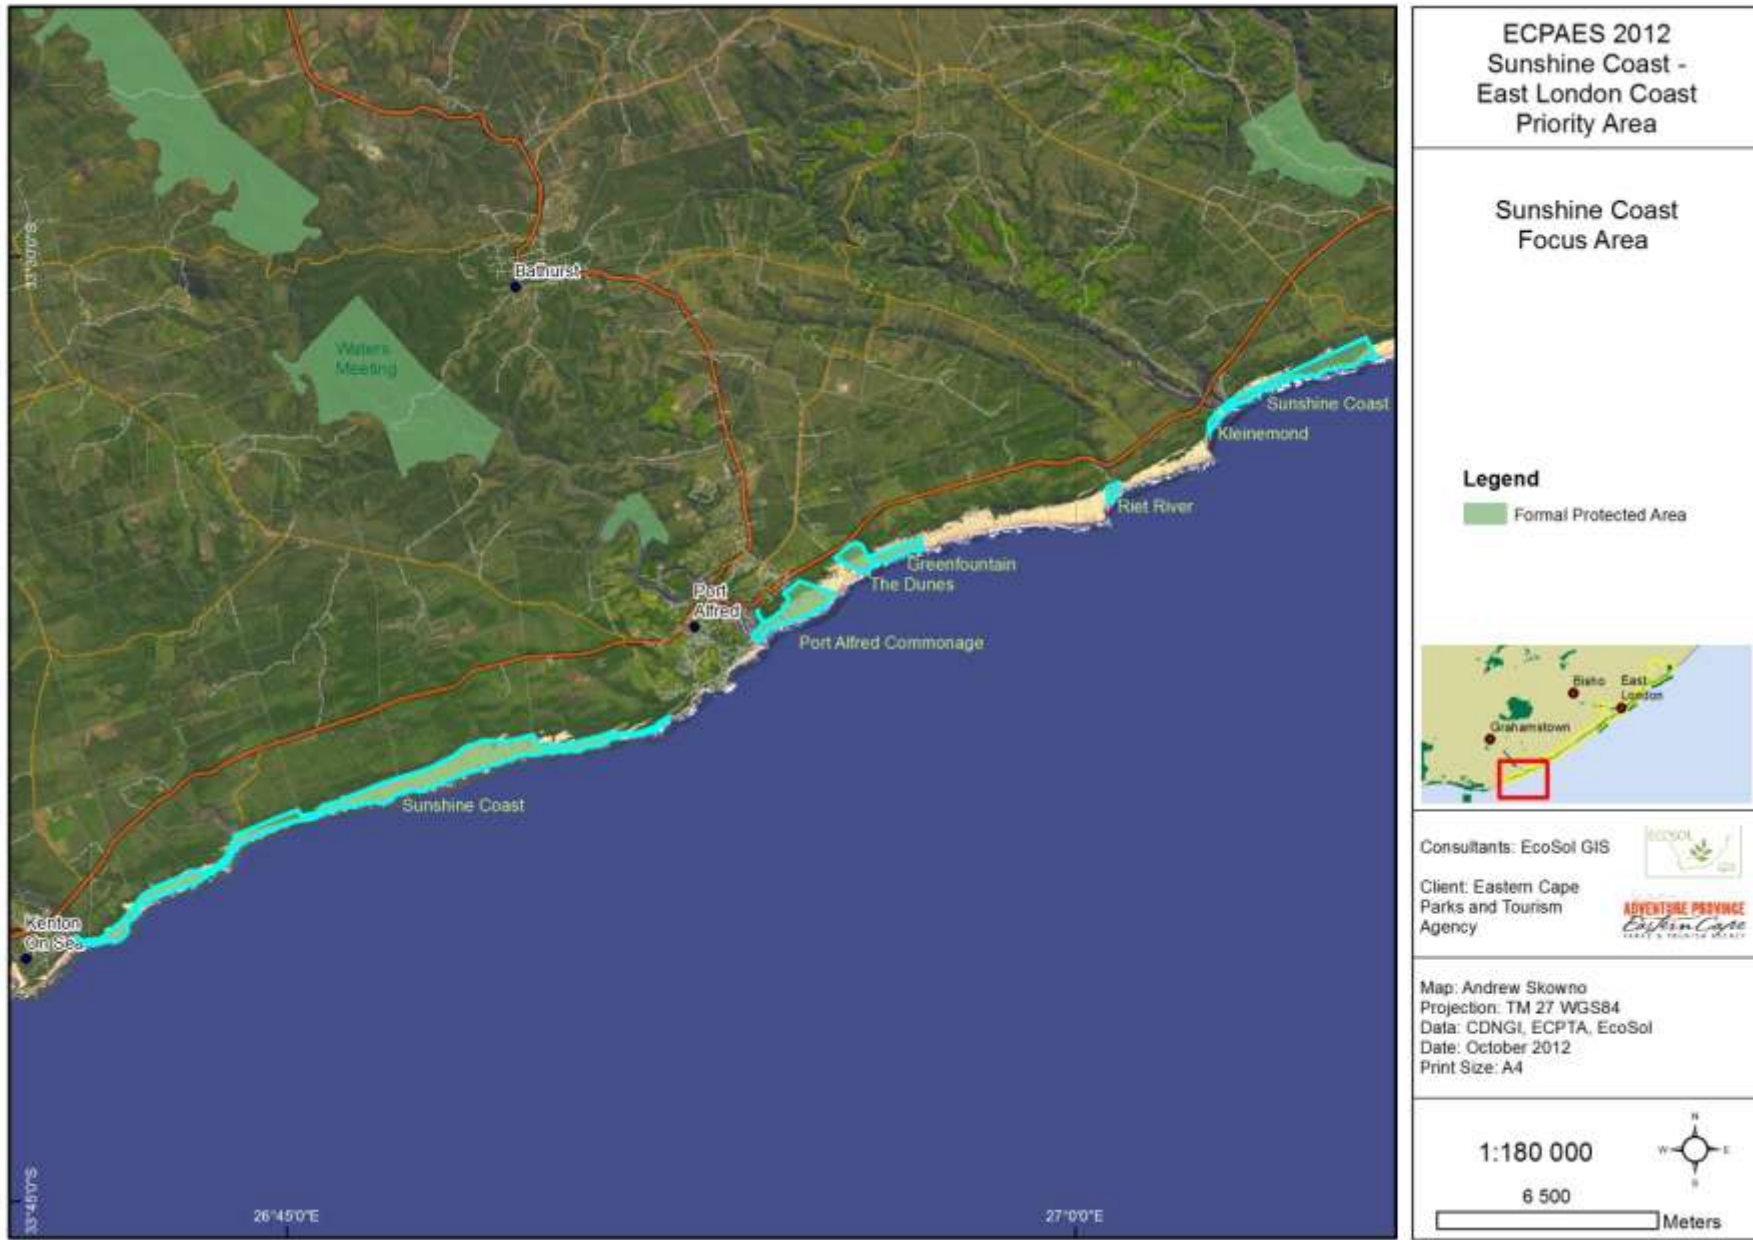 ECPAES 2012
Sunshine Coast -
East London Coast
Priority Area
Sunshine Coast
Focus Area
Legend
Formal Protected Area
Bisho
East
London
Grahamstown
Consultants: EcoSol GIS
ECOSOL
Client: Eastern Cape
Parks and Tourism
Agency
ADVENTURE PROVINCE
Eastern Cape
PARKS & TOURISM AGENCY
Map: Andrew Skowno
Projection: TM 27 WGS84
Data: CDNGI, ECPTA, EcoSol
Date: October 2012
Print Size: A4
1:180 000
N
W
E
S
6 500
Meters
33°30'0"S
Bathurst
Waters
Meeting
Sunshine Coast
Kleinemond
Riet River
Greenfountain
The Dunes
Port
Alfred
Port Alfred Commonage
Sunshine Coast
Kenton
On Sea
33°45'0"S
26°45'0"E
27°0'0"E